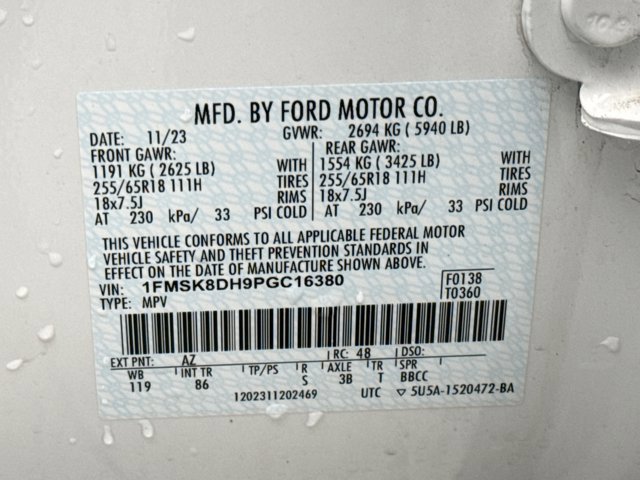 MFD. BY FORD MOTOR CO.
DATE: 11/23 GVWR: 2694 KG ( 5940 LB)
FRONT GAWR: REAR GAWR:
1191 KG ( 2625 LB) WITH 1554 KG ( 3425 LB) WITH
255/65R18 111H TIRES 255/65R18 111H TIRES
18x7.5J RIMS 18x7.5J RIMS
AT 230 kPa/ 33 PSI COLD AT 230 kPa/ 33 PSI COLD
THIS VEHICLE CONFORMS TO ALL APPLICABLE FEDERAL MOTOR
VEHICLE SAFETY AND THEFT PREVENTION STANDARDS IN
EFFECT ON THE DATE OF MANUFACTURE SHOWN ABOVE.
VIN: 1FMSK8DH9PGC16380 F0138
TYPE: MPV T0360
EXT PNT: AZ RC: 48 DSO:
WB INT TR TP/PS R AXLE TR SPR
119 86 S 3B T BBCC
1202311202469 UTC ▽ 5U5A-1520472-BA